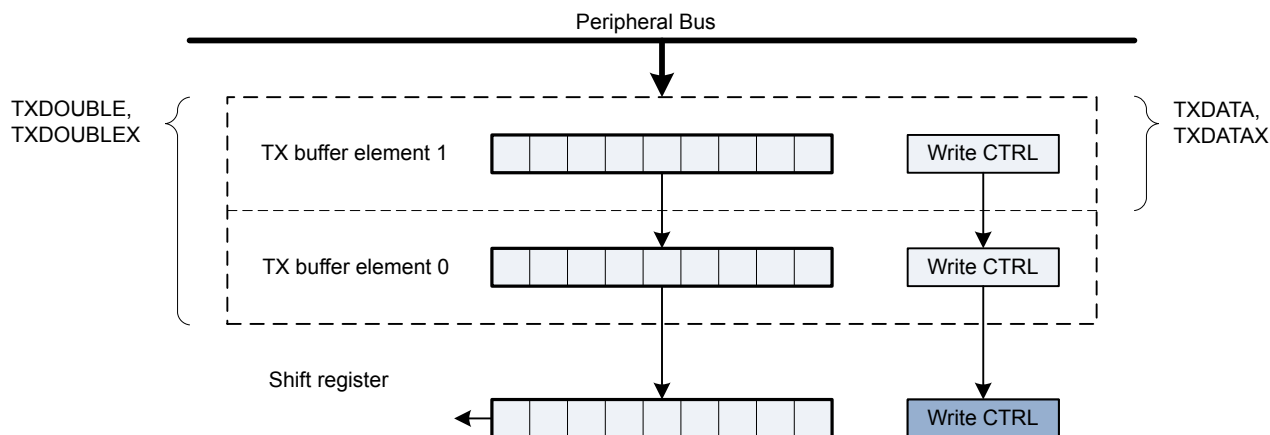 Peripheral Bus
TXDOUBLE,
TXDOUBLEX
TXDATA,
TXDATAX
TX buffer element 1
Write CTRL
TX buffer element 0
Write CTRL
Shift register
Write CTRL